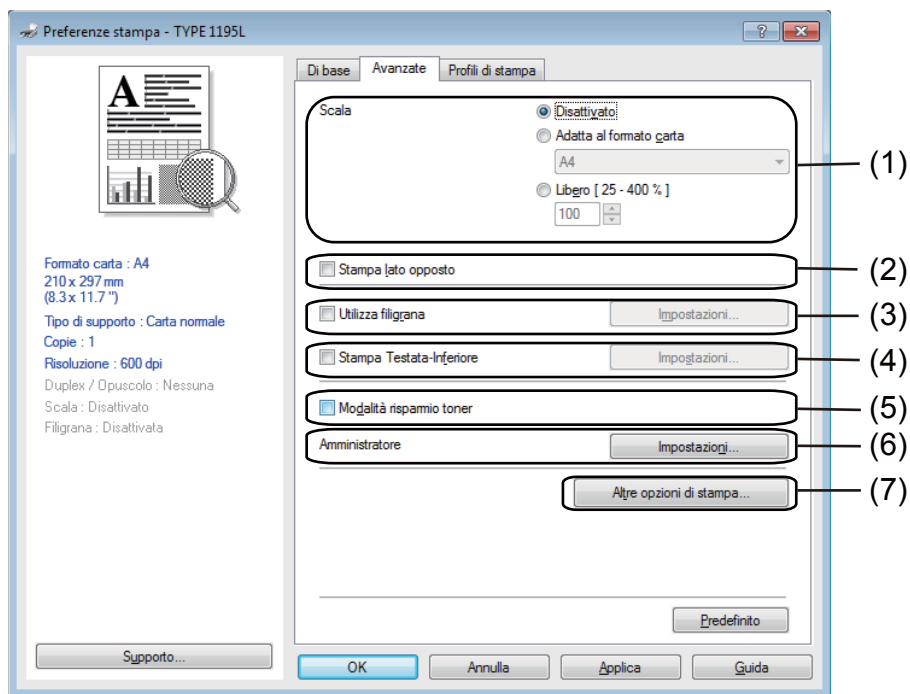 Preferenze stampa - TYPE 1195L
Di base
Avanzate
Profili di stampa
A
Formato carta : A4
210 x 297 mm
(8.3 x 11.7 ")
Tipo di supporto : Carta normale
Copie : 1
Risoluzione : 600 dpi
Duplex / Opuscolo : Nessuna
Scala : Disattivato
Filigrana : Disattivata
Supporto...
Scala
Disattivato
Adatta al formato carta
A4
Libero [ 25 - 400 % ]
100
(1)
Stampa lato opposto
(2)
Utilizza filigrana
Impostazioni...
(3)
Stampa Testata-Inferiore
Impostazioni...
(4)
Modalità risparmio toner
(5)
Amministratore
Impostazioni...
(6)
Altre opzioni di stampa...
(7)
Predefinito
OK
Annulla
Applica
Guida